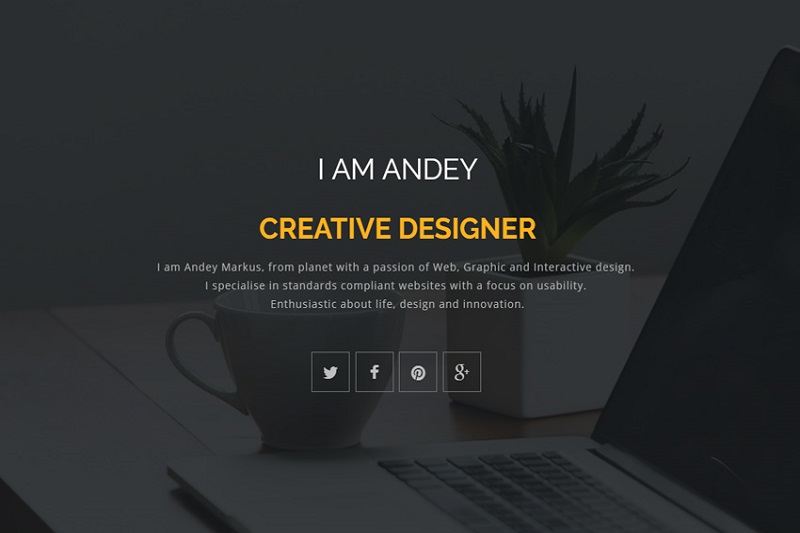 I AM ANDEY
CREATIVE DESIGNER
I am Andey Markus, from planet with a passion of Web, Graphic and Interactive design.
I specialise in standards compliant websites with a focus on usability.
Enthusiastic about life, design and innovation.